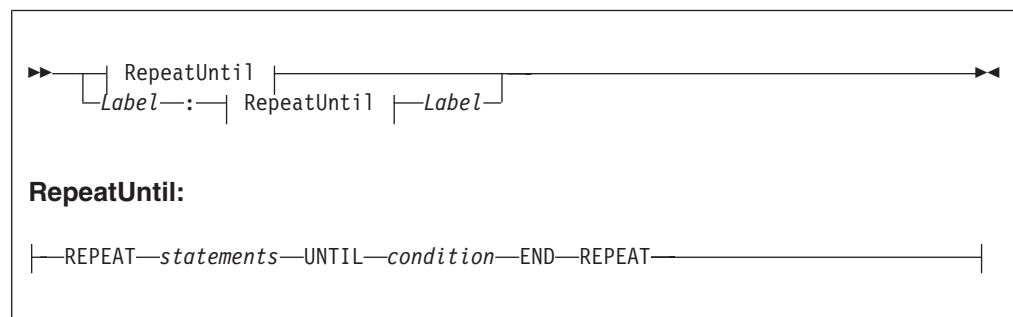 RepeatUntil
Label : RepeatUntil Label
RepeatUntil:
REPEAT statements UNTIL condition END REPEAT